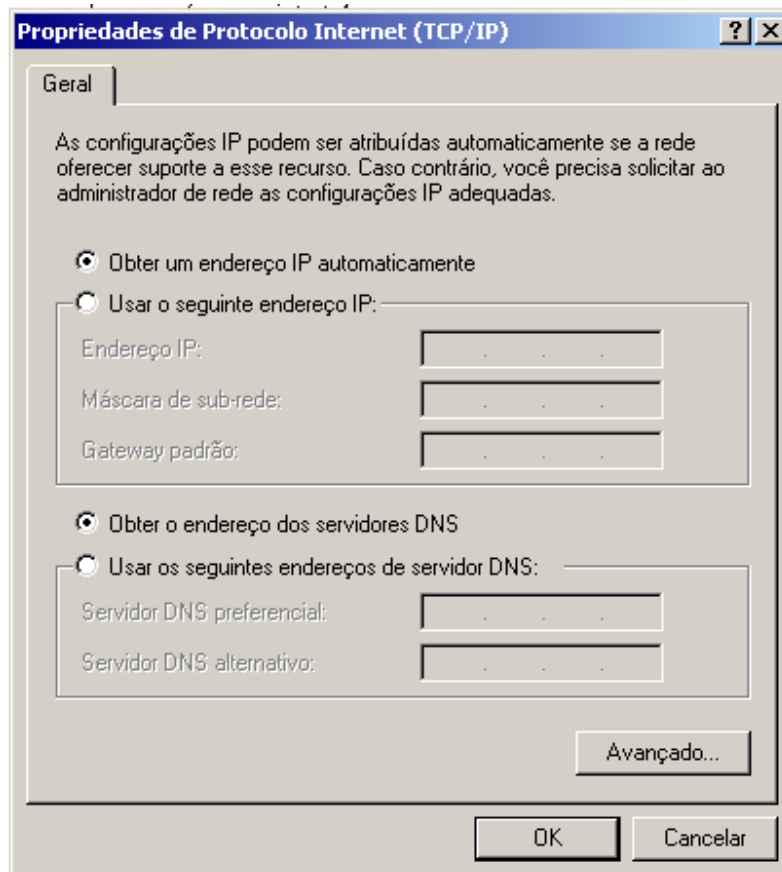 Propriedades de Protocolo Internet (TCP/IP)
Geral
As configurações IP podem ser atribuídas automaticamente se a rede
oferecer suporte a esse recurso. Caso contrário, você precisa solicitar ao
administrador de rede as configurações IP adequadas.
Obter um endereço IP automaticamente
Usar o seguinte endereço IP:
Endereço IP:
Máscara de sub-rede:
Gateway padrão:
Obter o endereço dos servidores DNS
Usar os seguintes endereços de servidor DNS:
Servidor DNS preferencial:
Servidor DNS alternativo:
Avançado...
OK
Cancelar